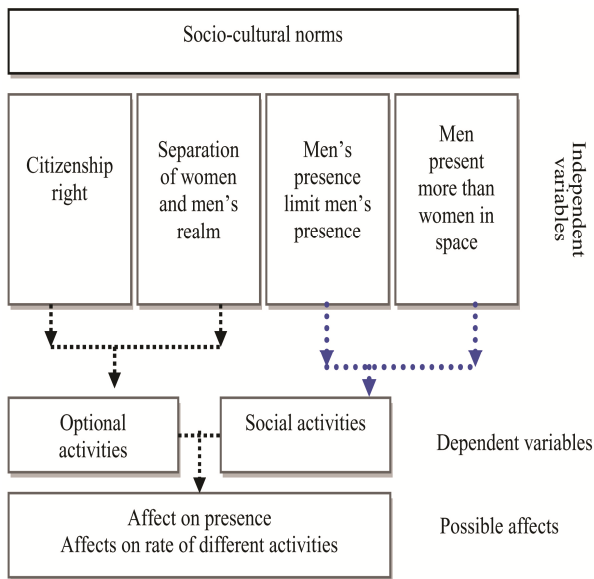 Socio-cultural norms
Citizenship
right
Separation
of women
and men's
realm
Men's
presence
limit men's
presence
Men
present
more than
women in
space
Independent
variables
Optional
activities
Social activities
Dependent variables
Affect on presence
Affects on rate of different activities
Possible affects